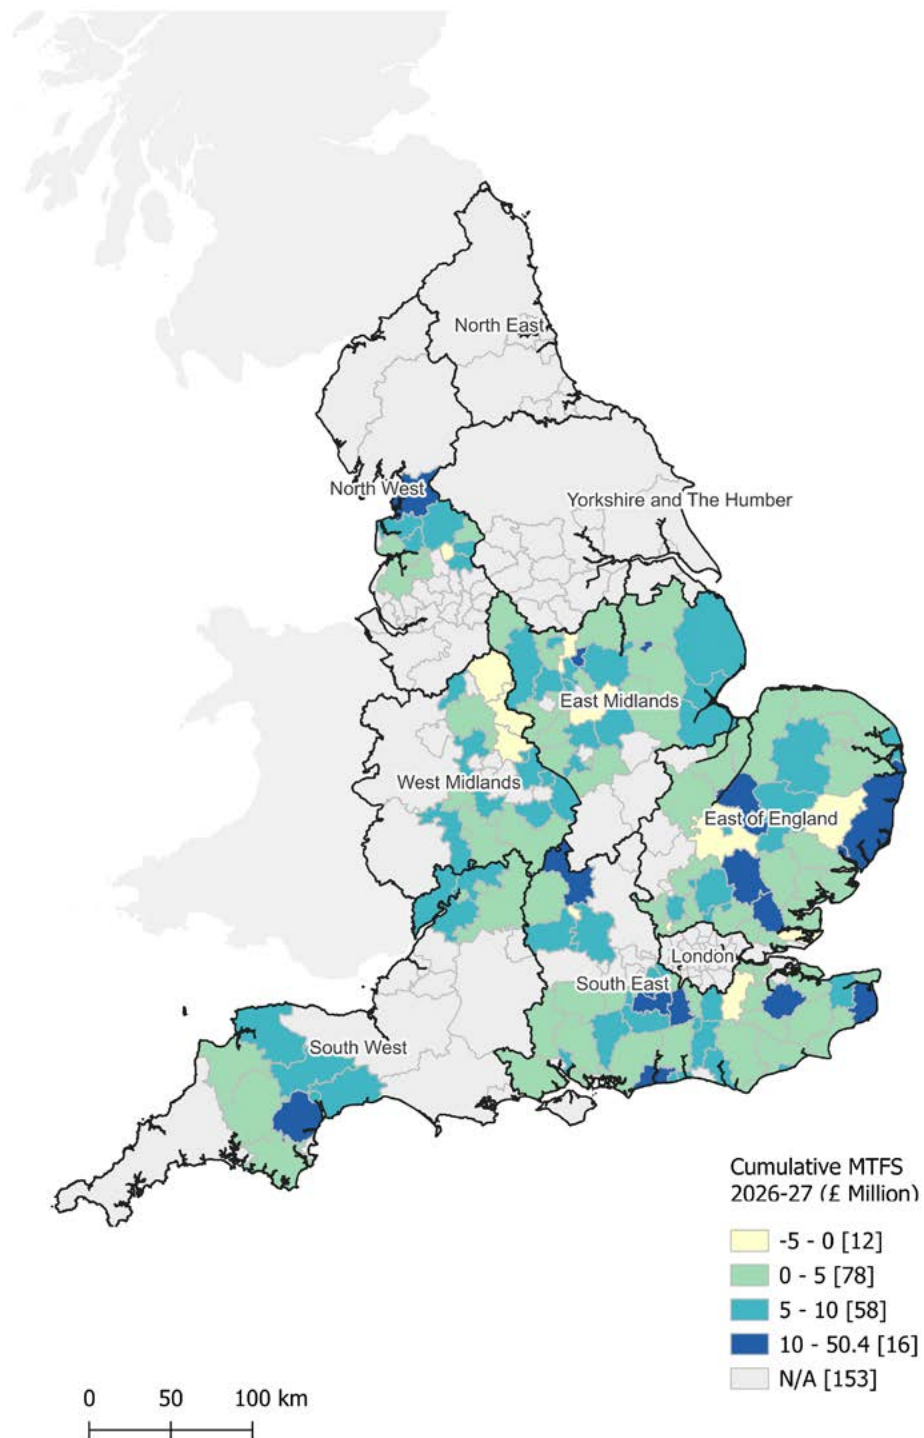 North East
North West
Yorkshire and The Humber
East Midlands
West Midlands
East of England
London
South East
South West
Cumulative MTFS
2026-27 (£ Million)
-5 - 0 [12]
0 - 5 [78]
5 - 10 [58]
10 - 50.4 [16]
N/A [153]
0 50 100 km